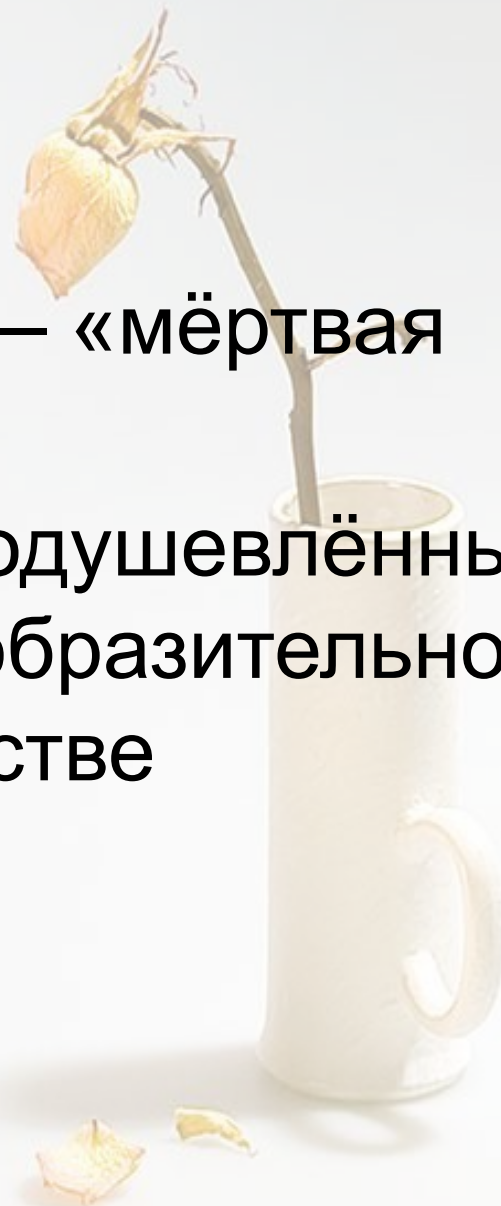 — «мёртвая
одушевлённы
образительно
стве